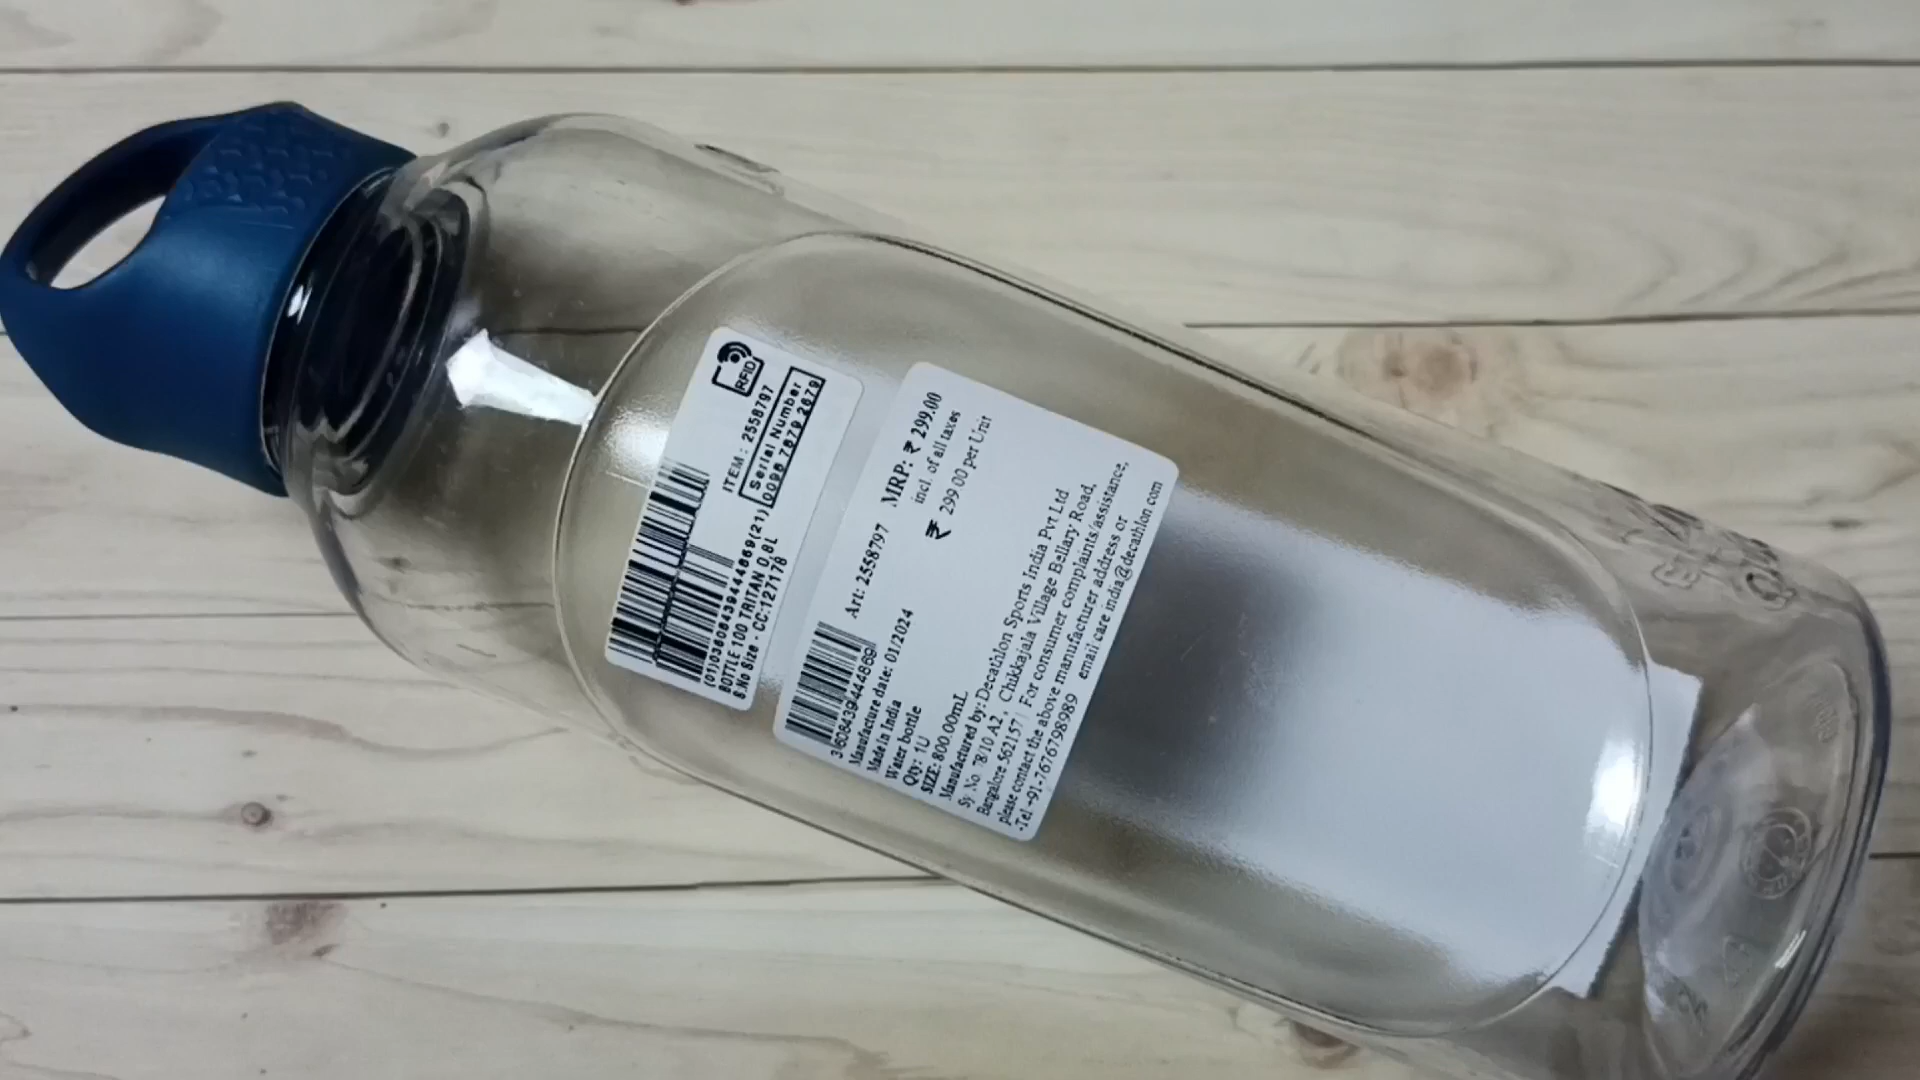 RFID
ITEM : 2558797
Serial Number
0098 7679 2679
(01)03608439444869(21)
BOTTLE 100 TRITAN 0,8L
S.No Size - CC:127178
MRP: ₹ 299.00
incl. of all taxes
₹ 299.00 per Unit
Art: 2558797
3608439444869
Manufacture date: 01/2024
Made in India
Water bottle
Qty: 1U
SIZE: 800.00mL
Manufactured by: Decathlon Sports India Pvt Ltd
Sy No. 78/10 A2, Chikkajala Village Bellary Road,
Bangalore 562157| For consumer complaints/assistance,
please contact the above manufacturer address or
-Tel +91-7676798989 email care india@decathlon.com